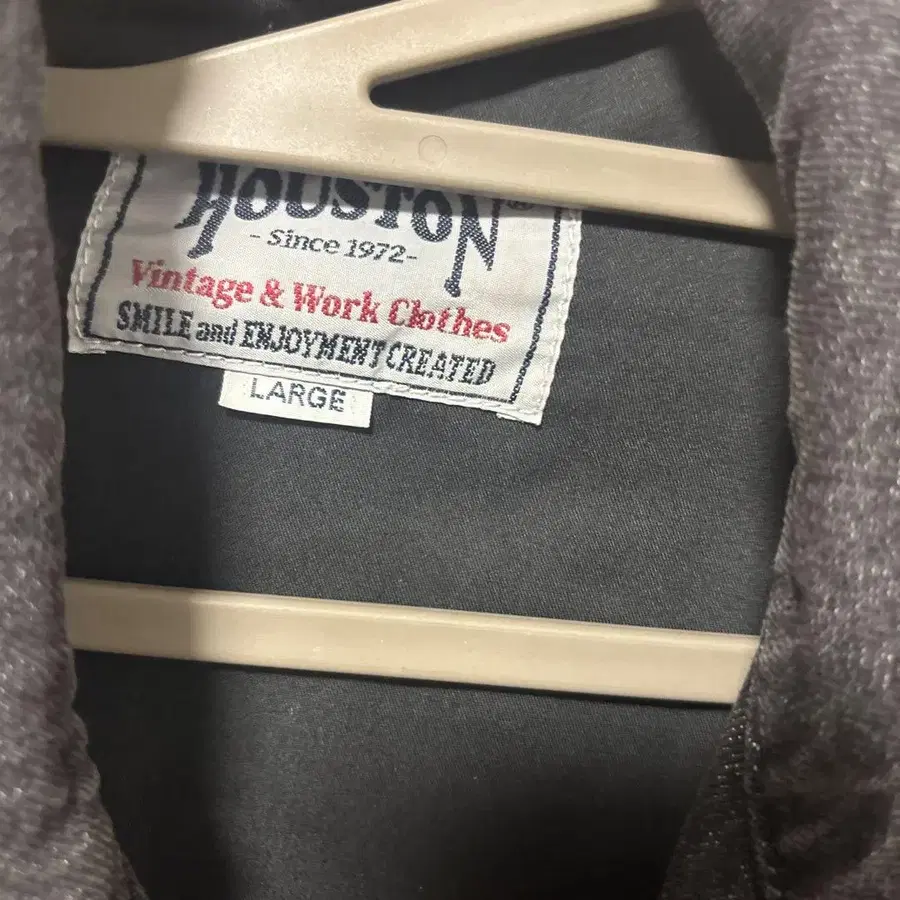 HOUSTON®
- Since 1972-
Vintage & Work Clothes
SMILE and ENJOYMENT CREATED
LARGE